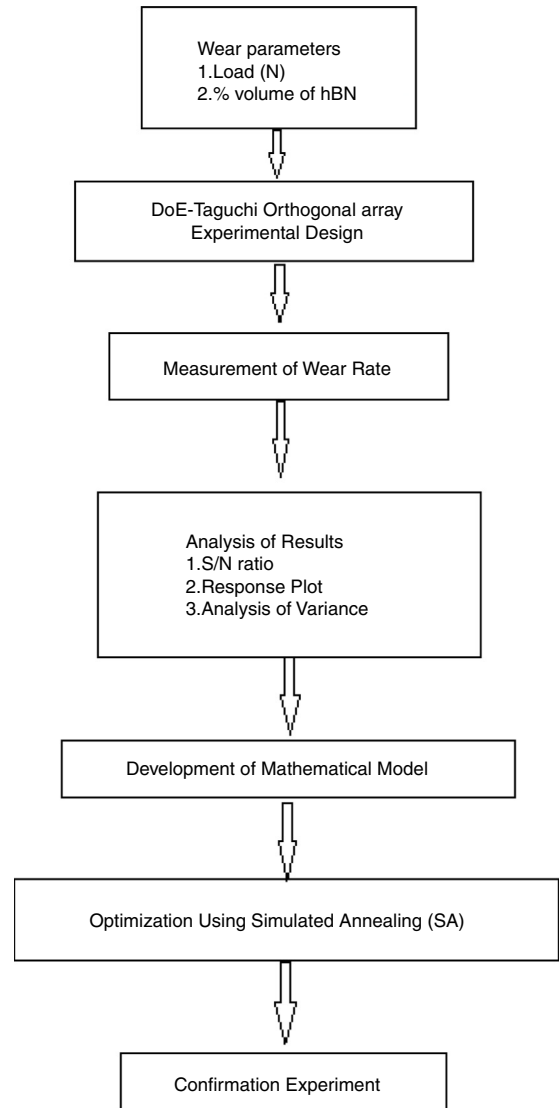 Wear parameters
1.Load (N)
2.% volume of hBN
DoE-Taguchi Orthogonal array
Experimental Design
Measurement of Wear Rate
Analysis of Results
1.S/N ratio
2.Response Plot
3.Analysis of Variance
Development of Mathematical Model
Optimization Using Simulated Annealing (SA)
Confirmation Experiment